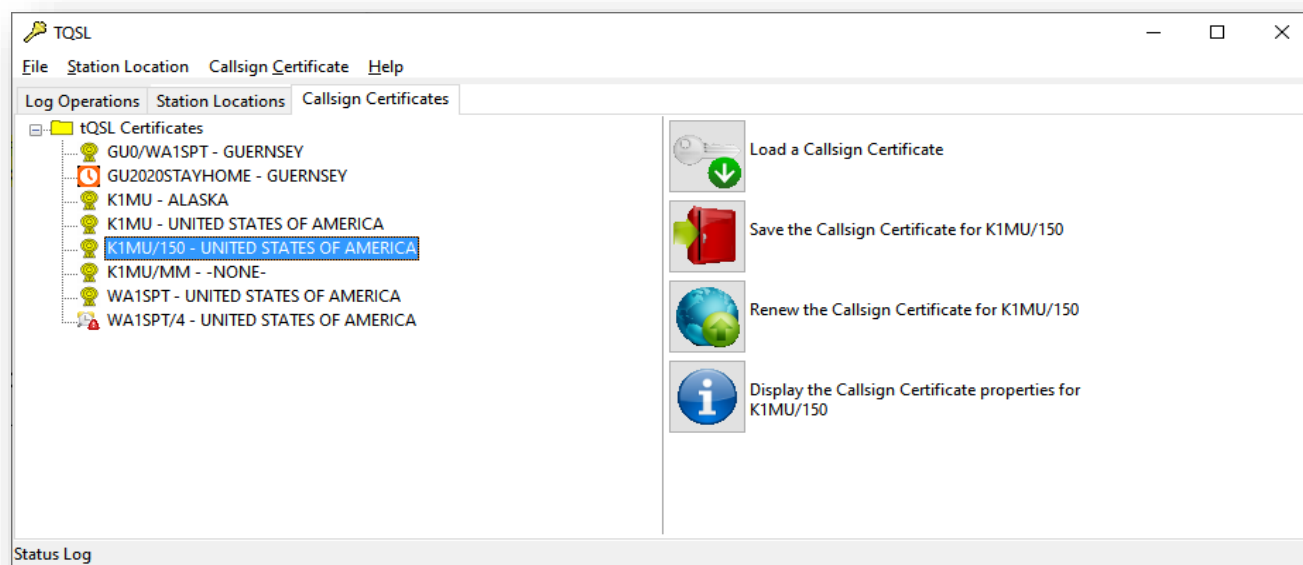 TQSL
File Station Location Callsign Certificate Help
Log Operations Station Locations Callsign Certificates
tQSL Certificates
GU0/WA1SPT - GUERNSEY
GU2020STAYHOME - GUERNSEY
K1MU - ALASKA
K1MU - UNITED STATES OF AMERICA
K1MU/150 - UNITED STATES OF AMERICA
K1MU/MM - -NONE-
WA1SPT - UNITED STATES OF AMERICA
WA1SPT/4 - UNITED STATES OF AMERICA
Load a Callsign Certificate
Save the Callsign Certificate for K1MU/150
Renew the Callsign Certificate for K1MU/150
Display the Callsign Certificate properties for
K1MU/150
Status Log